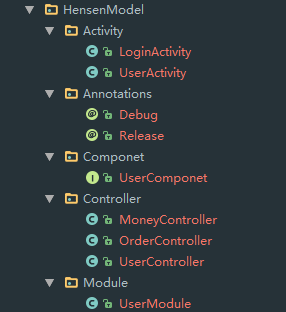 HensenModel
Activity
LoginActivity
UserActivity
Annotations
Debug
Release
Componet
UserComponet
Controller
MoneyController
OrderController
UserController
Module
UserModule